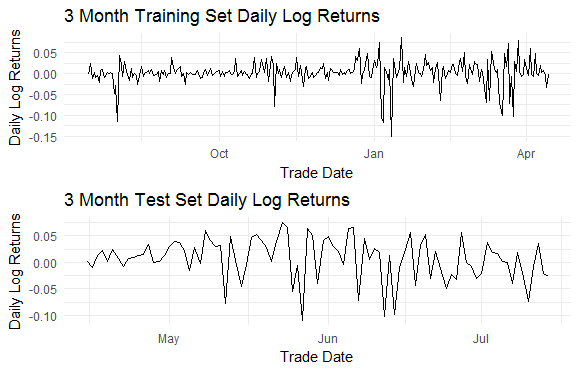 3 Month Training Set Daily Log Returns
Daily Log Returns
0.05
0.00
-0.05
-0.10
-0.15
Oct Jan Apr
Trade Date
3 Month Test Set Daily Log Returns
Daily Log Returns
0.05
0.00
-0.05
-0.10
May Jun Jul
Trade Date